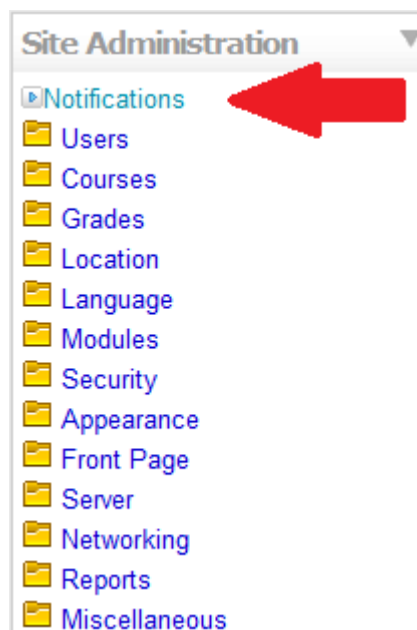 Site Administration
Notifications
Users
Courses
Grades
Location
Language
Modules
Security
Appearance
Front Page
Server
Networking
Reports
Miscellaneous